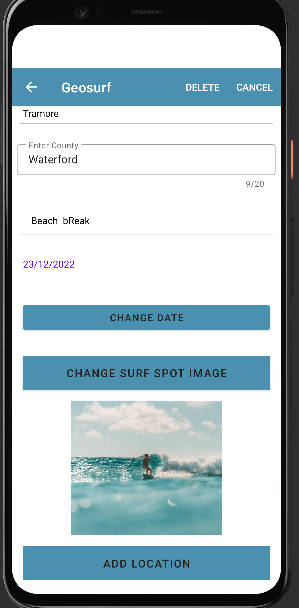 Geosurf DELETE CANCEL
Tramore
Enter County
Waterford
9/20
Beach bReak
23/12/2022
CHANGE DATE
CHANGE SURF SPOT IMAGE
ADD LOCATION